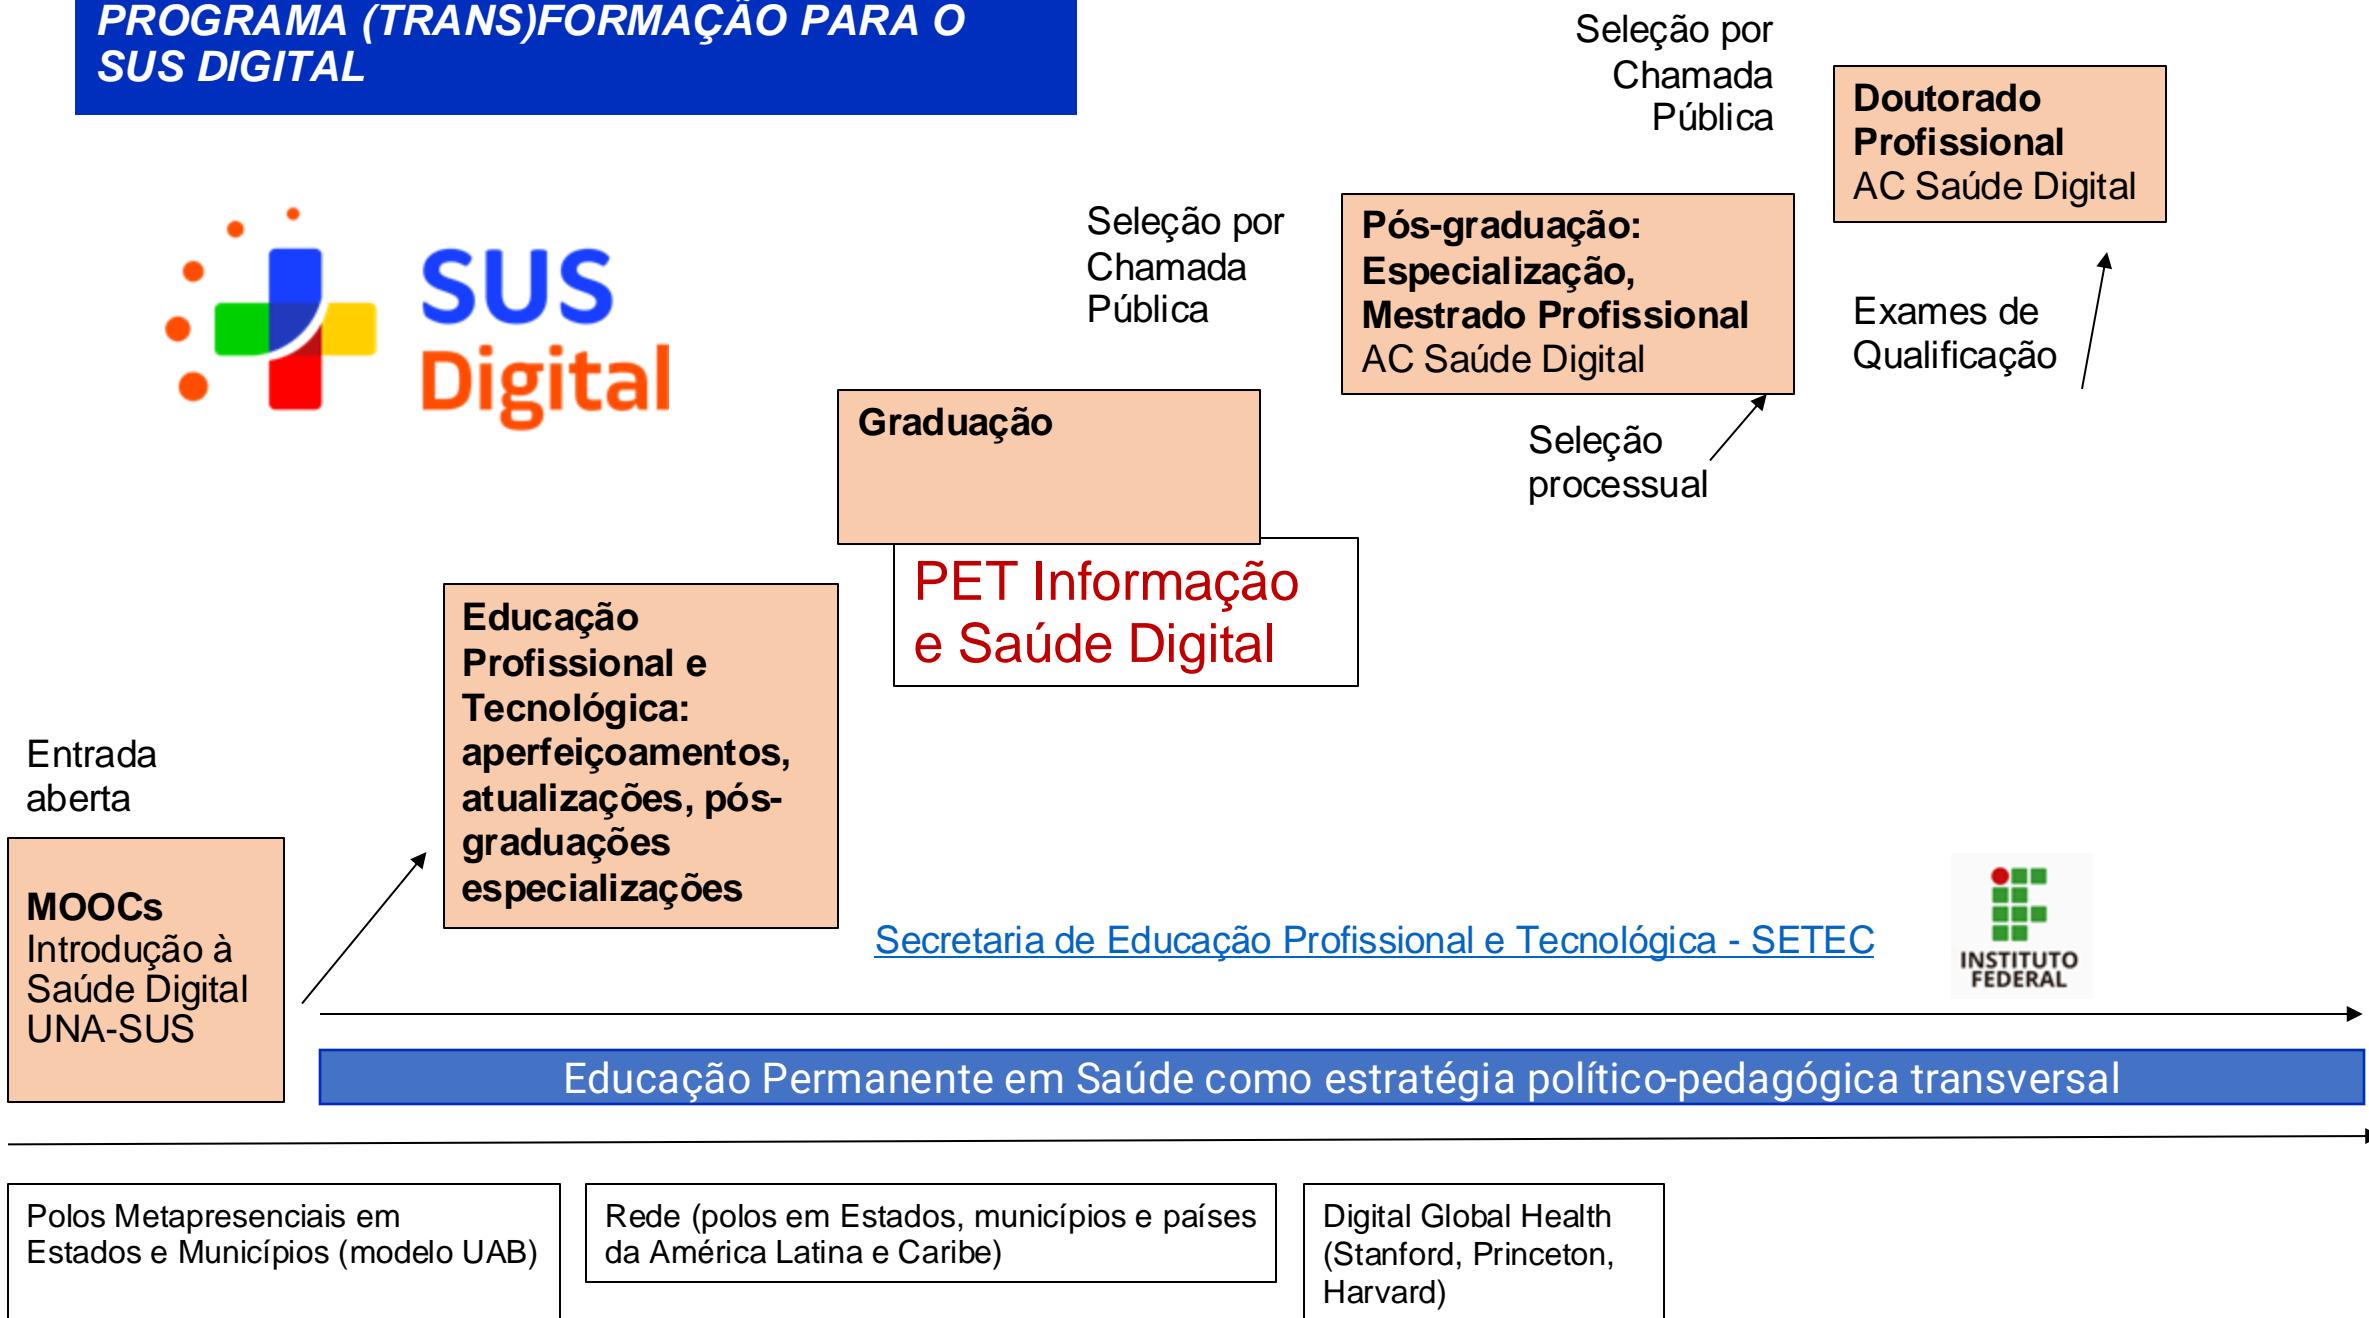 PROGRAMA (TRANS)FORMAÇÃO PARA O
SUS DIGITAL
SUS
Digital
Entrada
aberta
MOOCs
Introdução à
Saúde Digital
UNA-SUS
Educação
Profissional e
Tecnológica:
aperfeiçoamentos,
atualizações, pós-
graduações
especializações
Graduação
PET Informação
e Saúde Digital
Seleção por
Chamada
Pública
Pós-graduação:
Especialização,
Mestrado Profissional
AC Saúde Digital
Seleção
processual
Seleção por
Chamada
Pública
Doutorado
Profissional
AC Saúde Digital
Exames de
Qualificação
Secretaria de Educação Profissional e Tecnológica - SETEC
INSTITUTO
FEDERAL
Educação Permanente em Saúde como estratégia político-pedagógica transversal
Polos Metapresenciais em
Estados e Municípios (modelo UAB)
Rede (polos em Estados, municípios e países
da América Latina e Caribe)
Digital Global Health
(Stanford, Princeton,
Harvard)